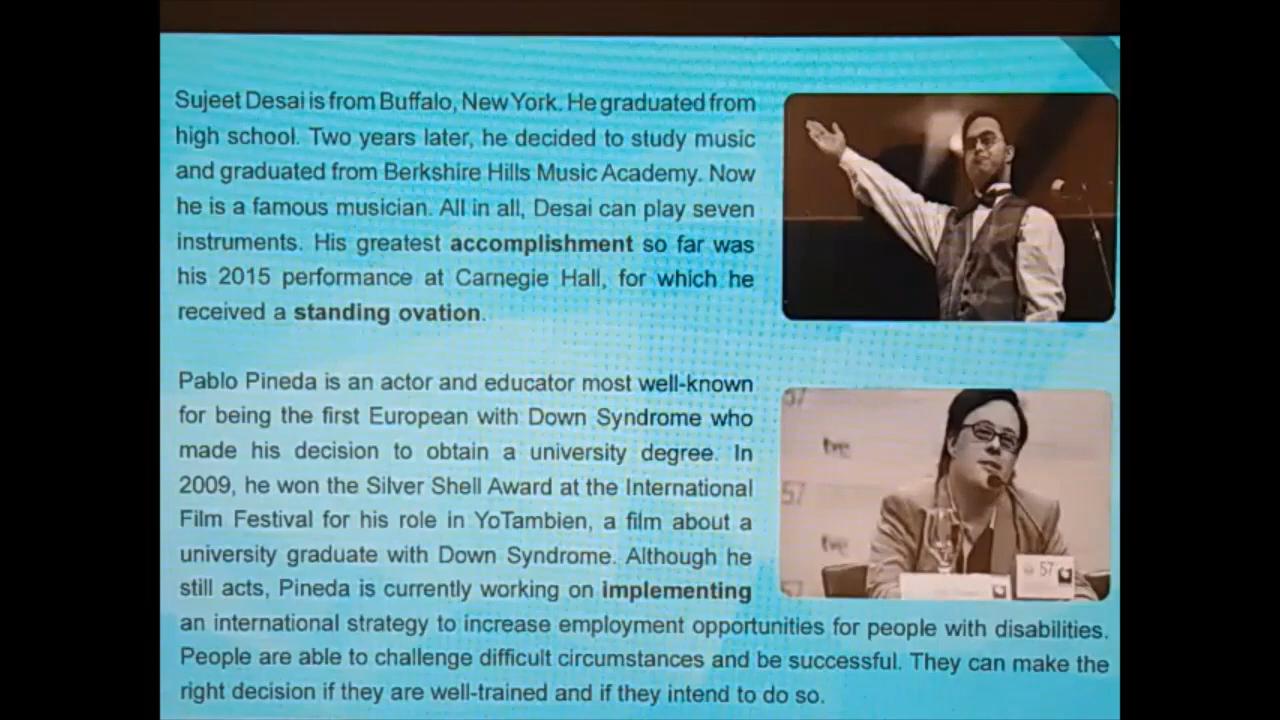 Sujeet Desai is from Buffalo, New York. He graduated from
high school. Two years later, he decided to study music
and graduated from Berkshire Hills Music Academy. Now
he is a famous musician. All in all, Desai can play seven
instruments. His greatest accomplishment so far was
his 2015 performance at Carnegie Hall, for which he
received a standing ovation.
Pablo Pineda is an actor and educator most well-known
for being the first European with Down Syndrome who
made his decision to obtain a university degree. In
2009, he won the Silver Shell Award at the International
Film Festival for his role in YoTambien, a film about a
university graduate with Down Syndrome. Although he
still acts, Pineda is currently working on implementing
an international strategy to increase employment opportunities for people with disabilities.
People are able to challenge difficult circumstances and be successful. They can make the
right decision if they are well-trained and if they intend to do so.
57
tve
57
tve
57
57